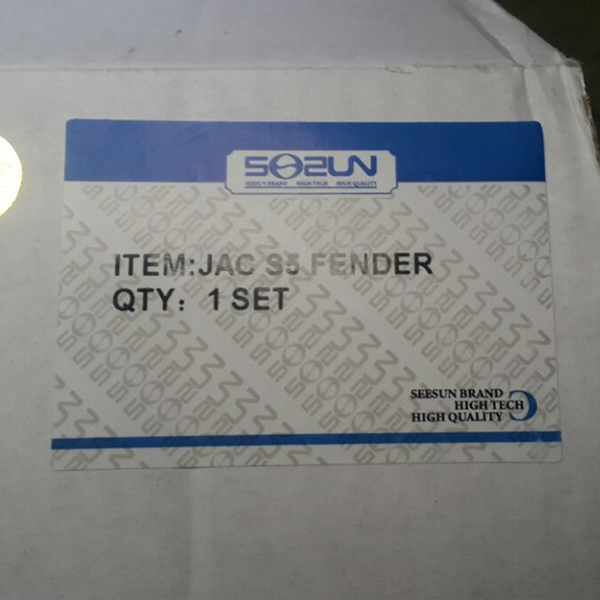 SEESUN BRAND HIGH TECH HIGH QUALITY
ITEM:JAC S5 FENDER
QTY: 1 SET
SEESUN BRAND
HIGH TECH
HIGH QUALITY